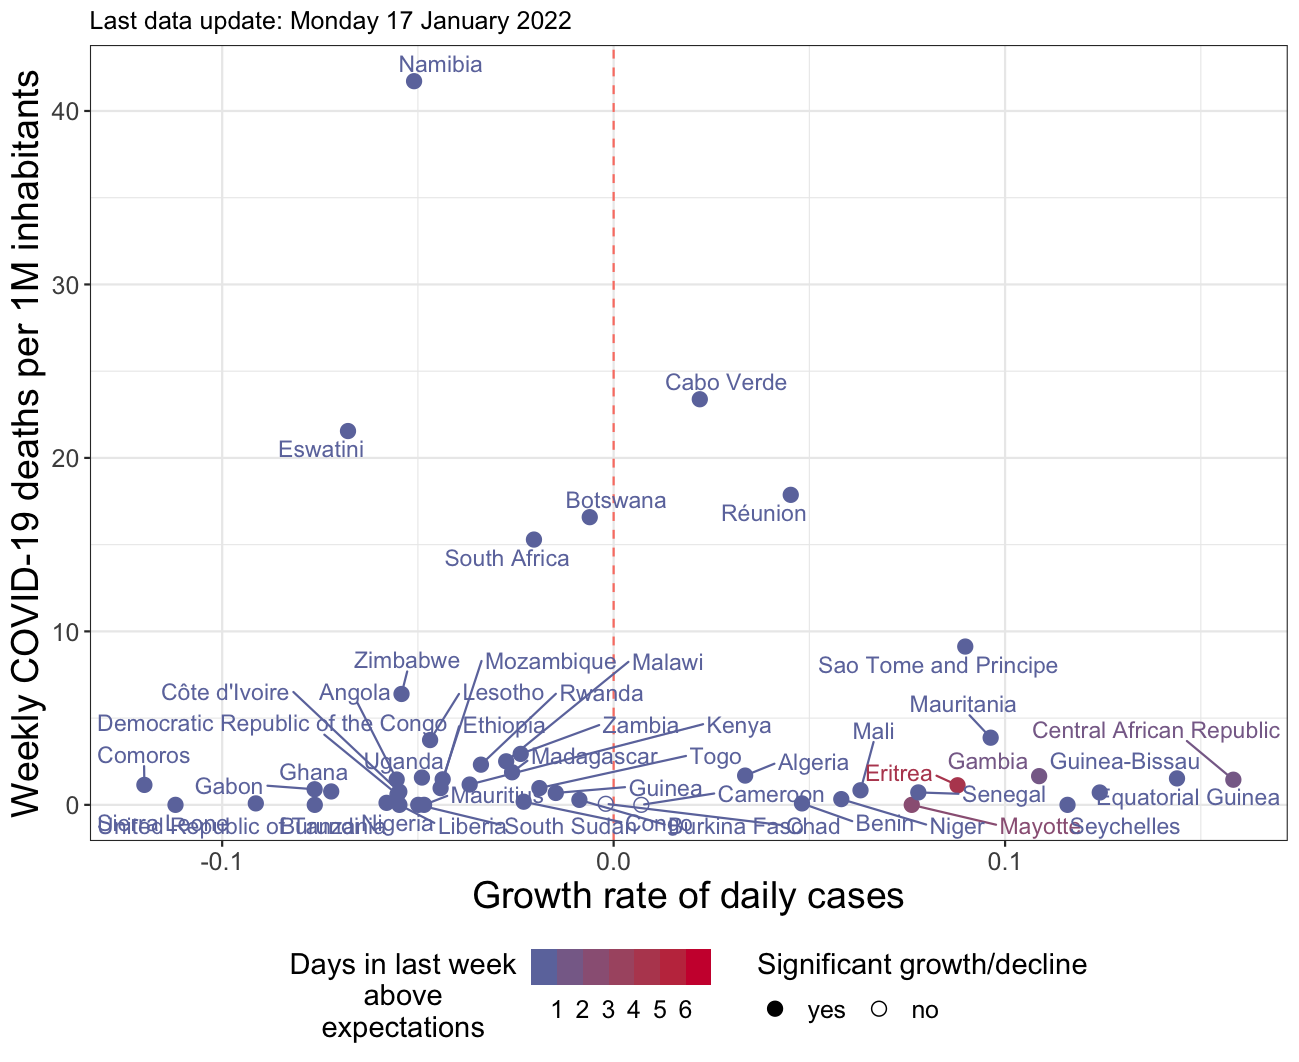 Last data update: Monday 17 January 2022
Weekly COVID-19 deaths per 1M inhabitants
40
30
20
10
0
Namibia
Cabo Verde
Eswatini
Botswana
Réunion
South Africa
Zimbabwe
Mozambique
Malawi
Sao Tome and Principe
Côte d'Ivoire
Angola
Lesotho
Rwanda
Mauritania
Democratic Republic of the Congo
Ethiopia
Zambia
Kenya
Mali
Central African Republic
Comoros
Uganda
Madagascar
Togo
Algeria
Gambia
Guinea-Bissau
Ghana
Eritrea
Gabon
Mauritius
Guinea
Cameroon
Senegal
Equatorial Guinea
Sierra Leone
United Republic of Tanzania
Burundi
Nigeria
Liberia
South Sudan
Congo
Burkina Faso
Chad
Benin
Niger
Mayotte
Seychelles
-0.1
0.0
0.1
Growth rate of daily cases
Days in last week
above
expectations
1 2 3 4 5 6
Significant growth/decline
yes
no